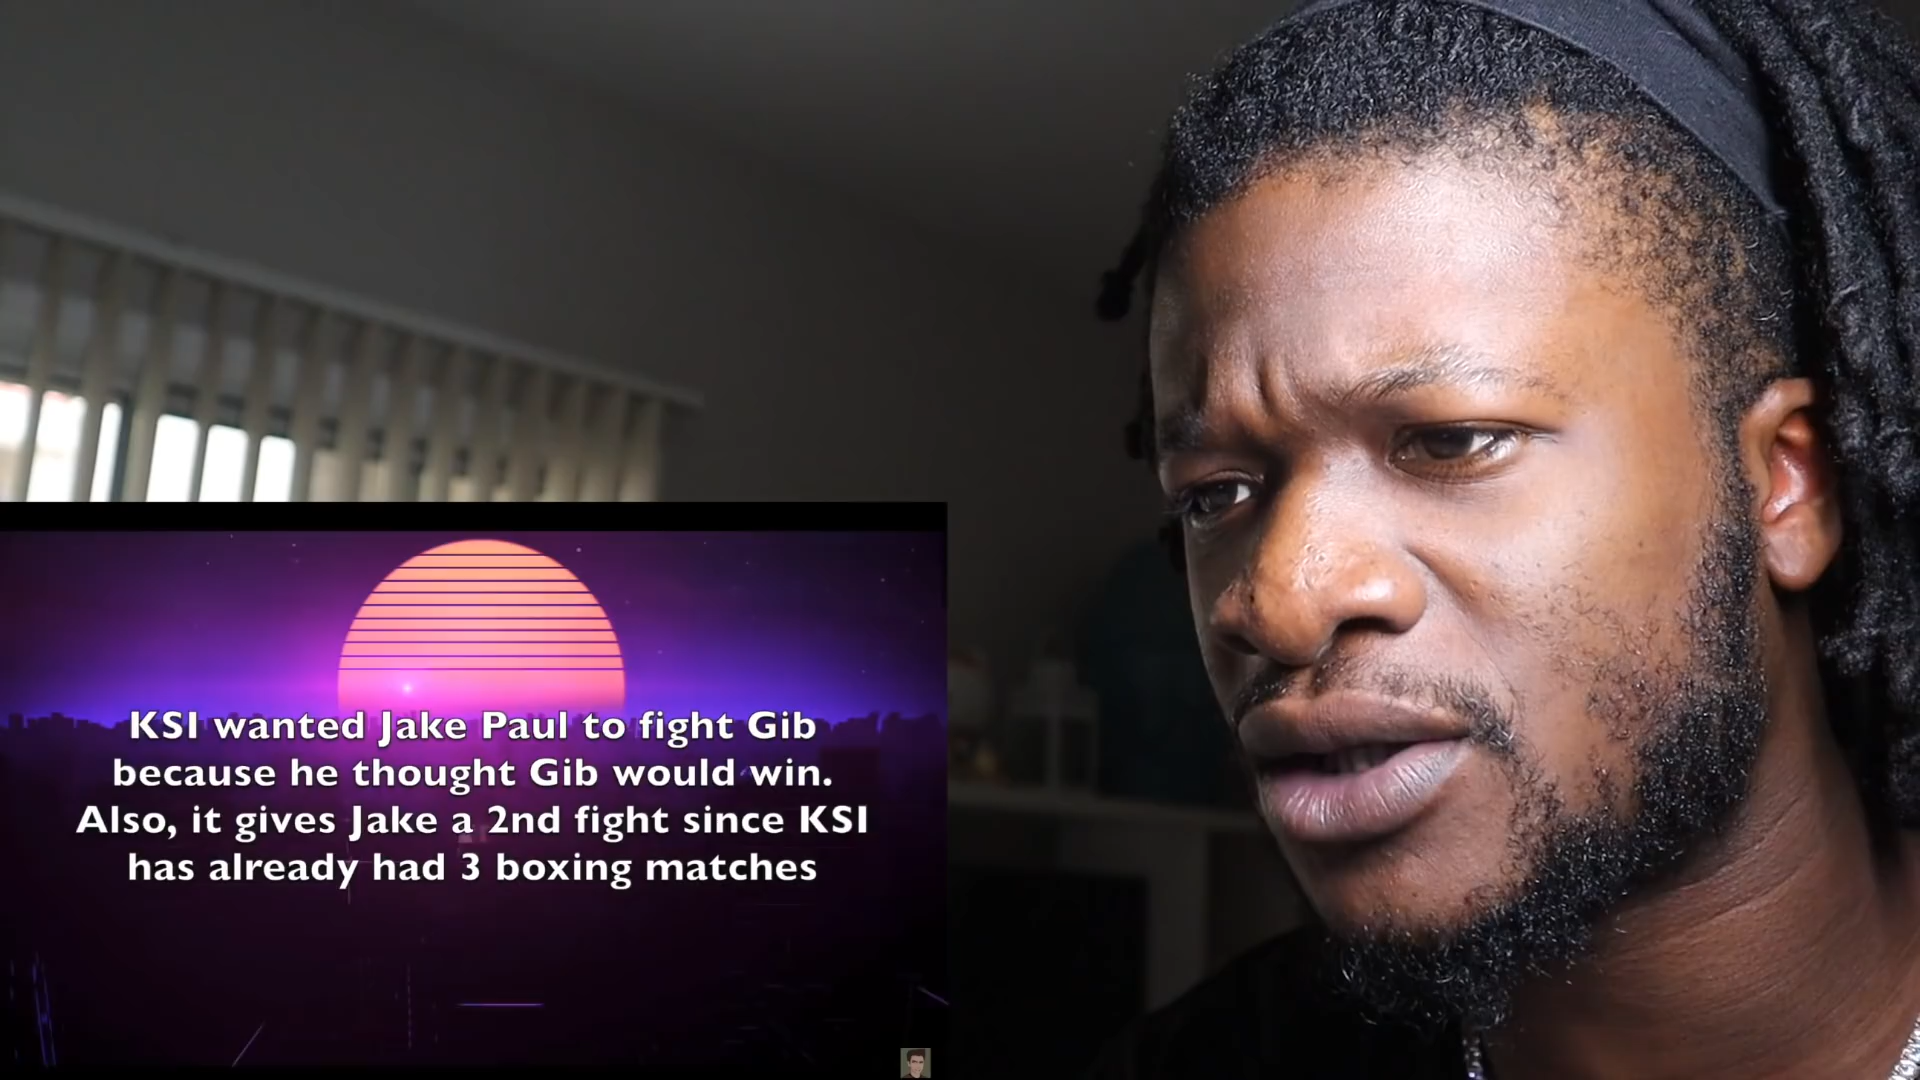 KSI wanted Jake Paul to fight Gib
because he thought Gib would win.
Also, it gives Jake a 2nd fight since KSI
has already had 3 boxing matches